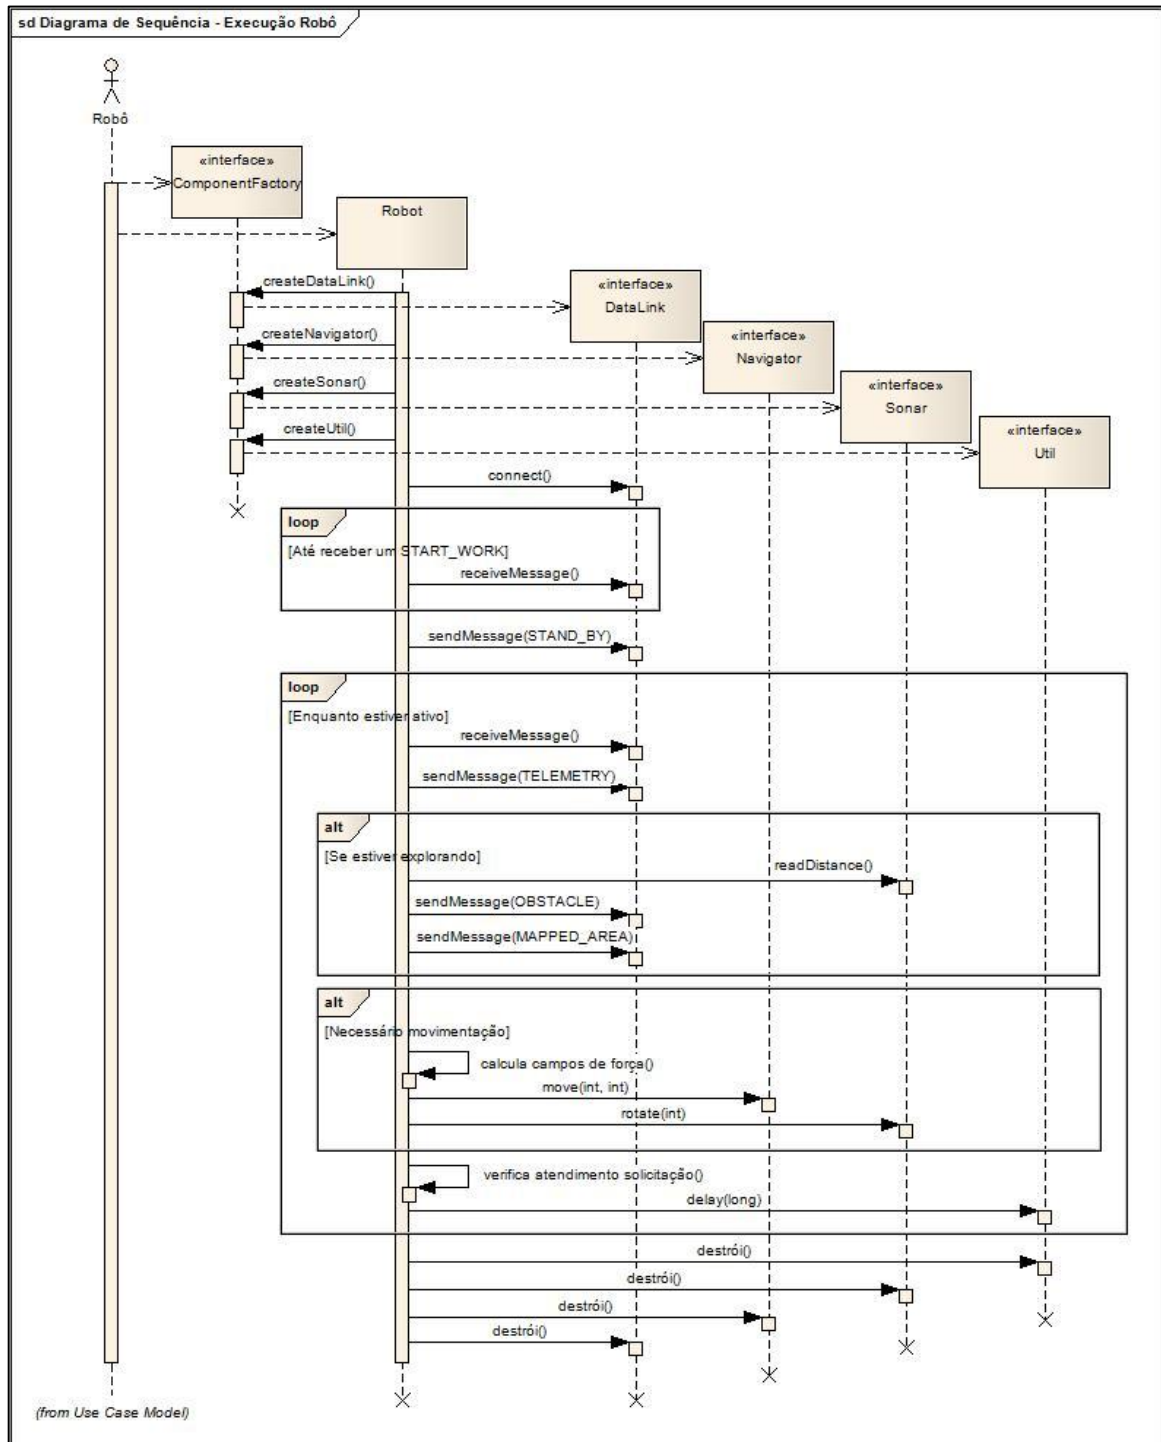 sd Diagrama de Sequência - Execução Robô
Robô
«interface»
ComponentFactory
Robot
createDataLink()
«interface»
DataLink
createNavigator()
«interface»
Navigator
createSonar()
«interface»
Sonar
createUtil()
«interface»
Util
connect()
loop
[Até receber um START_WORK]
receiveMessage()
sendMessage(STAND_BY)
loop
[Enquanto estiver ativo]
receiveMessage()
sendMessage(TELEMETRY)
alt
[Se estiver explorando]
readDistance()
sendMessage(OBSTACLE)
sendMessage(MAPPED_AREA)
alt
[Necessário movimentação]
calcula campos de força()
move(int, int)
rotate(int)
verifica atendimento solicitação()
delay(long)
destrói()
destrói()
destrói()
destrói()
(from Use Case Model)